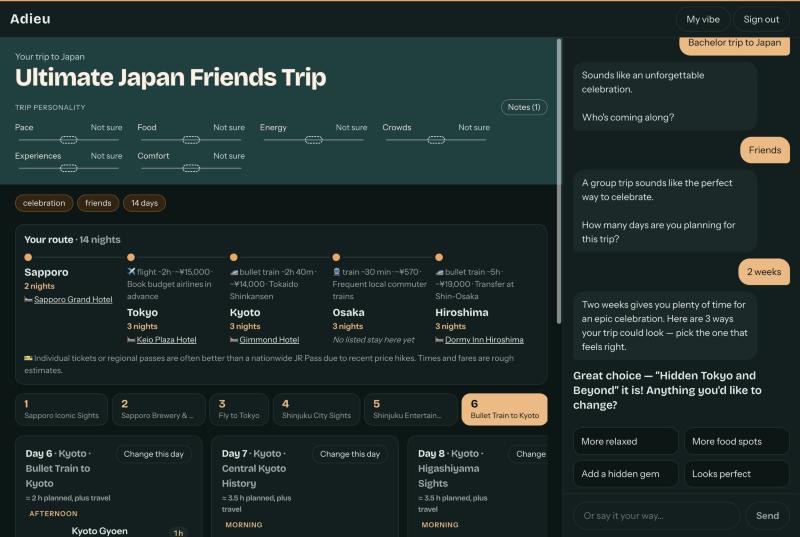 Adieu
My vibe
Sign out
Your trip to Japan
Ultimate Japan Friends Trip
TRIP PERSONALITY
Notes (1)
Pace
Not sure
Food
Not sure
Energy
Not sure
Crowds
Not sure
Experiences
Not sure
Comfort
Not sure
celebration
friends
14 days
Your route · 14 nights
Sapporo
2 nights
Sapporo Grand Hotel
flight ~2h · ~¥15,000 ·
Book budget airlines in
advance
Tokyo
3 nights
Keio Plaza Hotel
bullet train ~2h 40m ·
~¥14,000 · Tokaido
Shinkansen
Kyoto
3 nights
Gimmond Hotel
train ~30 min · ~¥570 ·
Frequent local commuter
trains
Osaka
3 nights
No listed stay here yet
bullet train ~5h ·
~¥19,000 · Transfer at
Shin-Osaka
Hiroshima
3 nights
Dormy Inn Hiroshima
Individual tickets or regional passes are often better than a nationwide JR Pass due to recent price hikes. Times and fares are rough
estimates.
1
Sapporo Iconic Sights
2
Sapporo Brewery & ...
3
Fly to Tokyo
4
Shinjuku City Sights
5
Shinjuku Entertain...
6
Bullet Train to Kyoto
Day 6 · Kyoto ·
Bullet Train to
Kyoto
Change this day
≈ 2 h planned, plus travel
AFTERNOON
Kyoto Gyoen
1 h
Day 7 · Kyoto ·
Central Kyoto
History
Change this day
≈ 3.5 h planned, plus
travel
MORNING
Day 8 · Kyoto ·
Higashiyama
Sights
Change
≈ 3.5 h planned, plus
travel
MORNING
Bachelor trip to Japan
Sounds like an unforgettable
celebration.
Who's coming along?
Friends
A group trip sounds like the perfect
way to celebrate.
How many days are you planning for
this trip?
2 weeks
Two weeks gives you plenty of time for
an epic celebration. Here are 3 ways
your trip could look — pick the one that
feels right.
Great choice — "Hidden Tokyo and
Beyond" it is! Anything you'd like to
change?
More relaxed
More food spots
Add a hidden gem
Looks perfect
Or say it your way...
Send